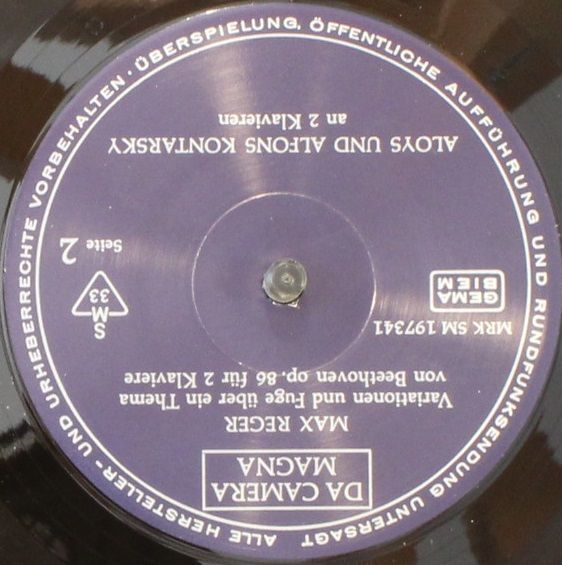 DA CAMERA
MAGNA
MAX REGER
Variationen und Fuge über ein Thema
von Beethoven op. 86 für 2 Klaviere
MRK SM 197341
GEMA
BIEM
S
M
33
Seite 2
ALOYS UND ALFONS KONTARSKY
an 2 Klavieren
ALLE HERSTELLER- UND URHEBERRECHTE VORBEHALTEN · ÜBERSPIELUNG, ÖFFENTLICHE AUFFÜHRUNG UND RUNDFUNKSENDUNG UNTERSAGT